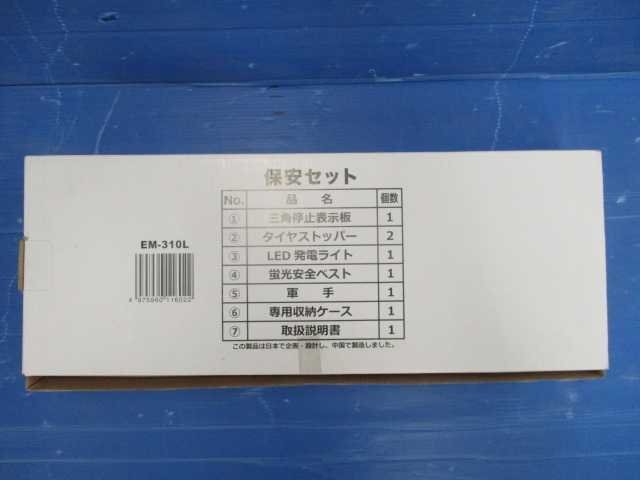 保安セット
No. 品名 個数
① 三角停止表示板 1
② タイヤストッパー 2
③ LED発電ライト 1
④ 蛍光安全ベスト 1
⑤ 軍手 1
⑥ 専用収納ケース 1
⑦ 取扱説明書 1
この製品は日本で企画・設計し、中国で製造しました。
EM-310L